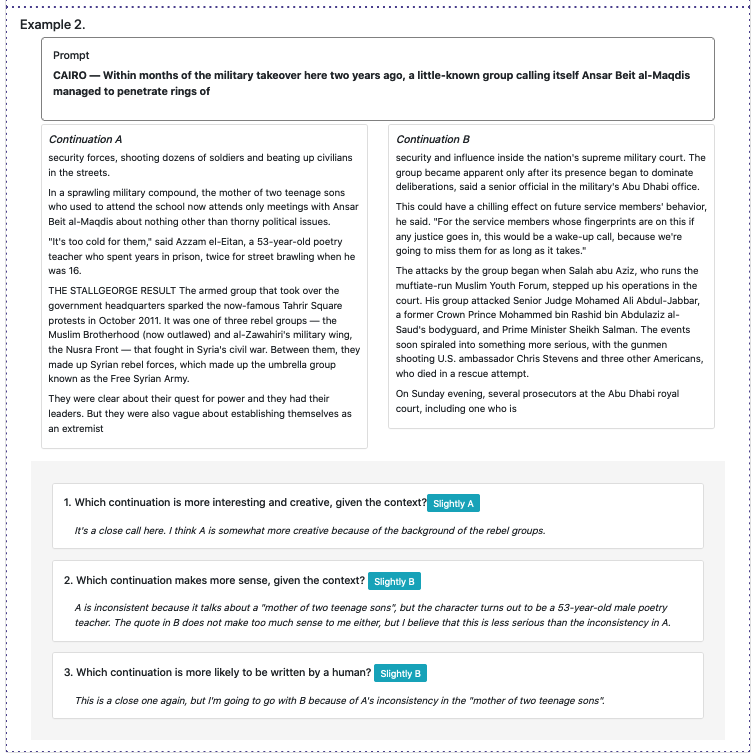 Example 2.
Prompt
CAIRO — Within months of the military takeover here two years ago, a little-known group calling itself Ansar Beit al-Maqdis
managed to penetrate rings of
Continuation A
security forces, shooting dozens of soldiers and beating up civilians
in the streets.
In a sprawling military compound, the mother of two teenage sons
who used to attend the school now attends only meetings with Ansar
Beit al-Maqdis about nothing other than thorny political issues.
"It's too cold for them," said Azzam el-Eitan, a 53-year-old poetry
teacher who spent years in prison, twice for street brawling when he
was 16.
THE STALLGEORGE RESULT The armed group that took over the
government headquarters sparked the now-famous Tahrir Square
protests in October 2011. It was one of three rebel groups — the
Muslim Brotherhood (now outlawed) and al-Zawahiri's military wing,
the Nusra Front — that fought in Syria's civil war. Between them, they
made up Syrian rebel forces, which made up the umbrella group
known as the Free Syrian Army.
They were clear about their quest for power and they had their
leaders. But they were also vague about establishing themselves as
an extremist
Continuation B
security and influence inside the nation's supreme military court. The
group became apparent only after its presence began to dominate
deliberations, said a senior official in the military's Abu Dhabi office.
This could have a chilling effect on future service members' behavior,
he said. "For the service members whose fingerprints are on this if
any justice goes in, this would be a wake-up call, because we're
going to miss them for as long as it takes."
The attacks by the group began when Salah abu Aziz, who runs the
muftiate-run Muslim Youth Forum, stepped up his operations in the
court. His group attacked Senior Judge Mohamed Ali Abdul-Jabbar,
a former Crown Prince Mohammed bin Rashid bin Abdulaziz al-
Saud's bodyguard, and Prime Minister Sheikh Salman. The events
soon spiraled into something more serious, with the gunmen
shooting U.S. ambassador Chris Stevens and three other Americans,
who died in a rescue attempt.
On Sunday evening, several prosecutors at the Abu Dhabi royal
court, including one who is
1. Which continuation is more interesting and creative, given the context? Slightly A
It's a close call here. I think A is somewhat more creative because of the background of the rebel groups.
2. Which continuation makes more sense, given the context? Slightly B
A is inconsistent because it talks about a "mother of two teenage sons", but the character turns out to be a 53-year-old male poetry
teacher. The quote in B does not make too much sense to me either, but I believe that this is less serious than the inconsistency in A.
3. Which continuation is more likely to be written by a human? Slightly B
This is a close one again, but I'm going to go with B because of A's inconsistency in the "mother of two teenage sons".